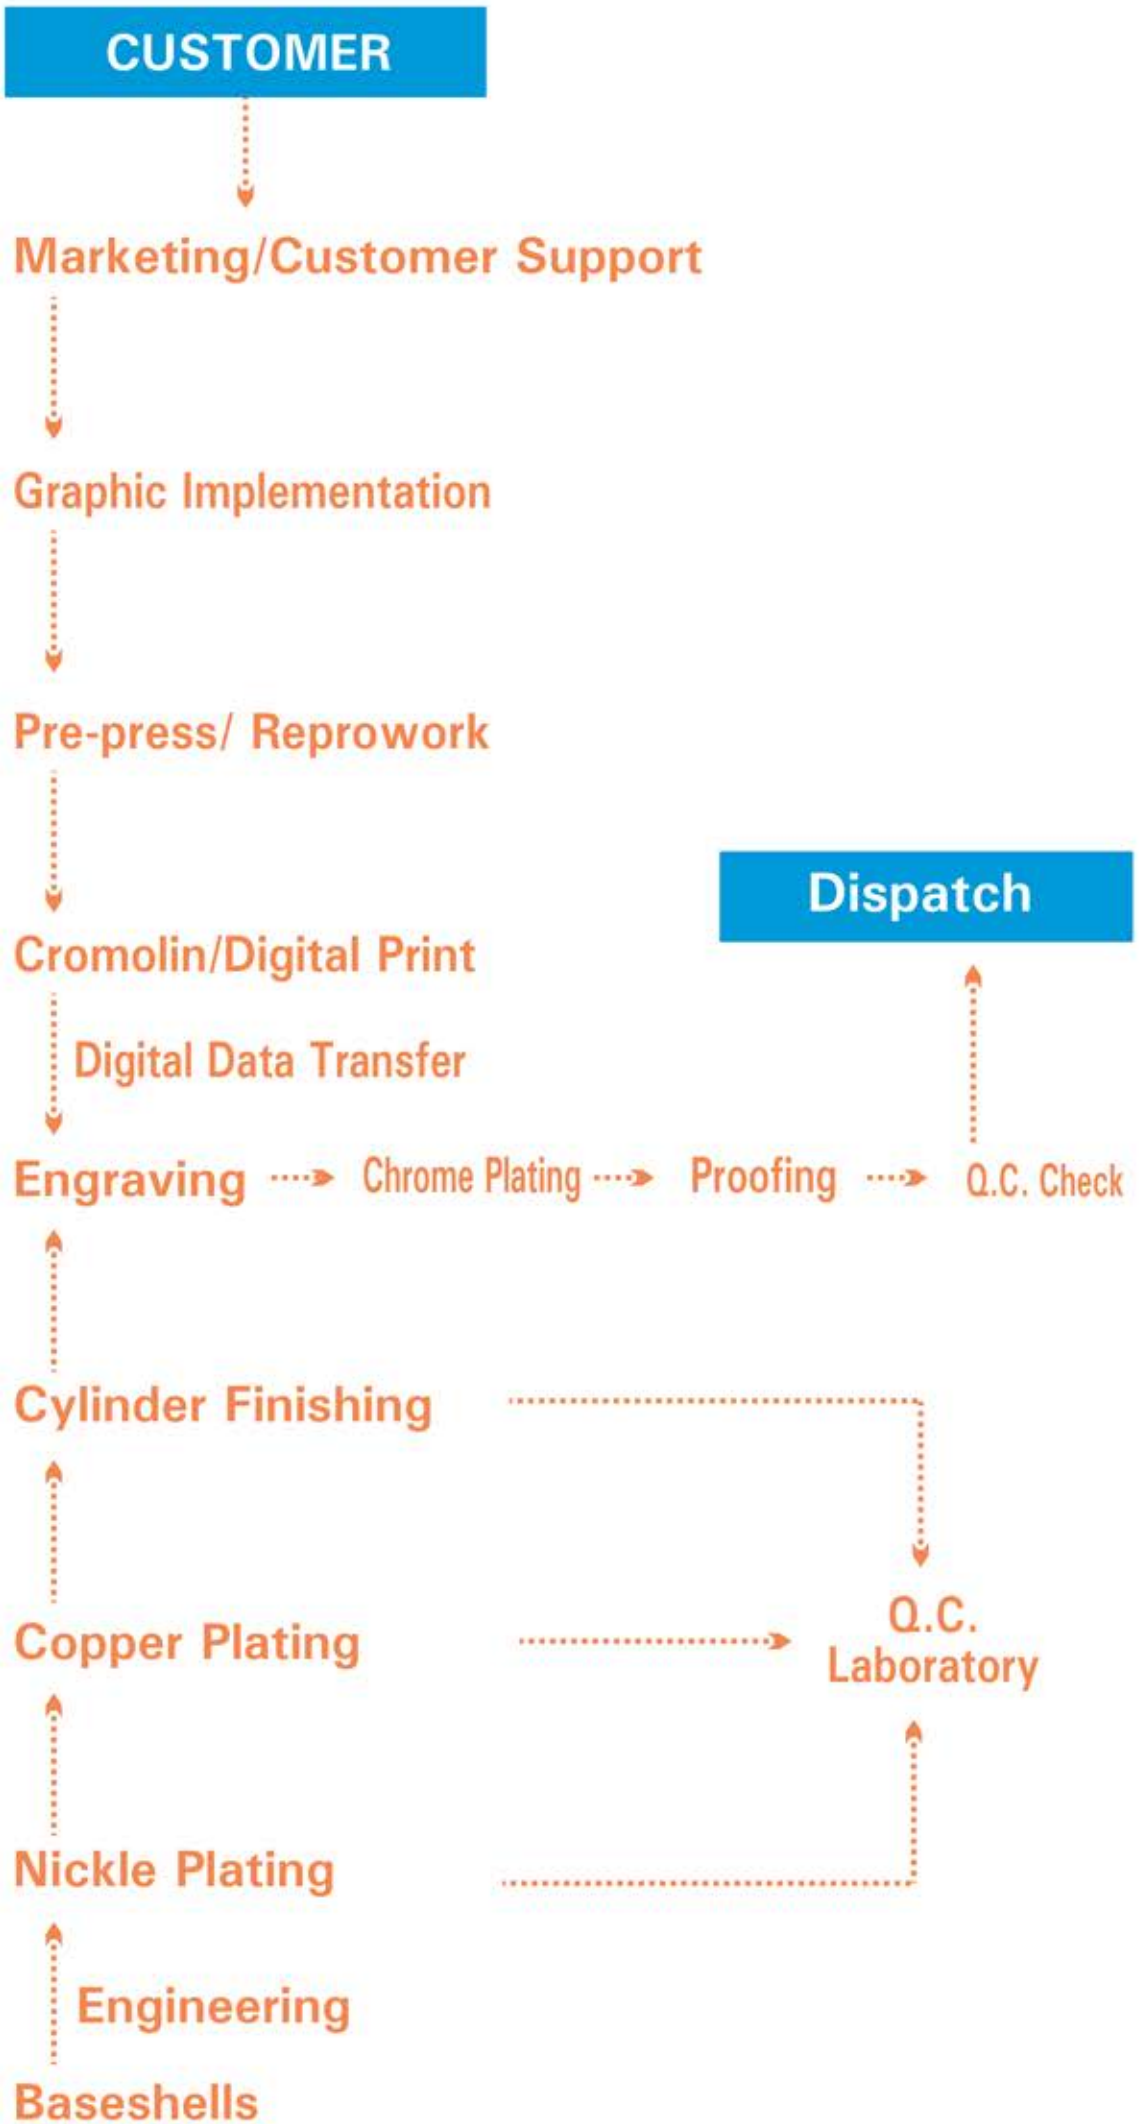 CUSTOMER
Marketing/Customer Support
Graphic Implementation
Pre-press/ Reprowork
Dispatch
Cromolin/Digital Print
Digital Data Transfer
Engraving Chrome Plating Proofing Q.C. Check
Cylinder Finishing
Q.C.
Copper Plating
Laboratory
Nickle Plating
Engineering
Baseshells